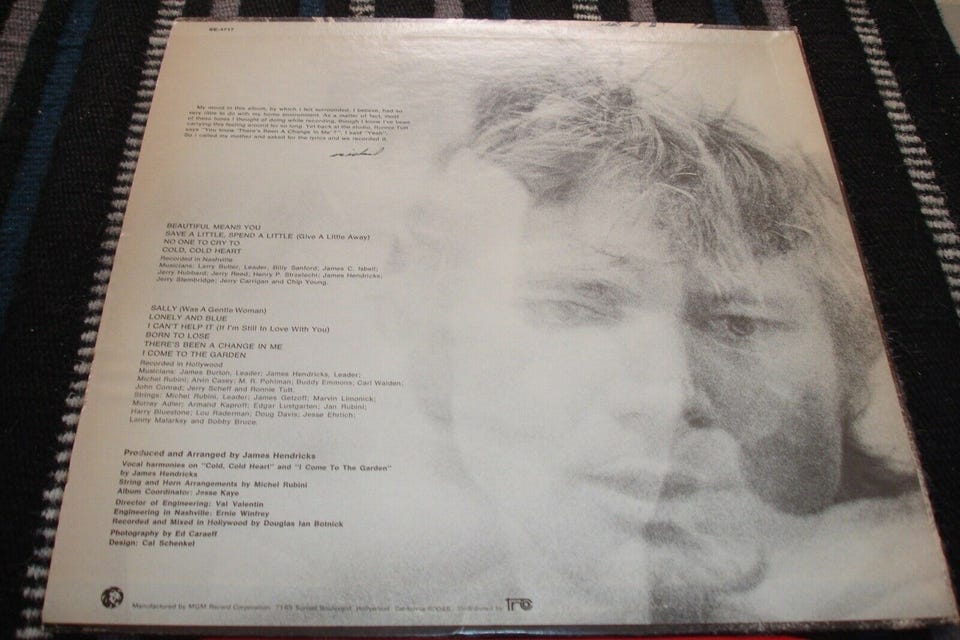 SE-4717
My mood in this album, by which I felt surrounded, I believe, had so
very little to do with my home environment. As a matter of fact, most
of these tunes I thought of doing while recording, though I know I've been
carrying this feeling around for so long. Yet back at the studio, Ronnie Tutt
says "You know 'There's Been A Change In Me'?". I said "Yeah".
So I called my mother and asked for the lyrics and we recorded it.
michael
BEAUTIFUL MEANS YOU
SAVE A LITTLE, SPEND A LITTLE (Give A Little Away)
NO ONE TO CRY TO
COLD, COLD HEART
Recorded in Nashville
Musicians: Larry Butler, Leader; Billy Sanford; James C. Isbell;
Jerry Hubbard; Jerry Reed; Henry P. Strzelecki; James Hendricks;
Jerry Stembridge; Jerry Carrigan and Chip Young.
SALLY (Was A Gentle Woman)
LONELY AND BLUE
I CAN'T HELP IT (If I'm Still In Love With You)
BORN TO LOSE
THERE'S BEEN A CHANGE IN ME
I COME TO THE GARDEN
Recorded in Hollywood
Musicians: James Burton, Leader; James Hendricks, Leader;
Michel Rubini; Alvin Casey; M. R. Pohlman; Buddy Emmons; Carl Walden;
John Conrad; Jerry Scheff and Ronnie Tutt.
Strings: Michel Rubini, Leader; James Getzoff; Marvin Limonick;
Murray Adler; Armand Kaproff; Edgar Lustgarten; Jan Rubini;
Harry Bluestone; Lou Raderman; Doug Davis; Jesse Ehrlich;
Lenny Malarksy and Bobby Bruce.
Produced and Arranged by James Hendricks
Vocal harmonies on "Cold, Cold Heart" and "I Come To The Garden"
by James Hendricks
String and Horn Arrangements by Michel Rubini
Album Coordinator: Jesse Kaye
Director of Engineering: Val Valentin
Engineering in Nashville: Ernie Winfrey
Recorded and Mixed in Hollywood by Douglas Ian Botnick
Photography by Ed Caraeff
Design: Cal Schenkel
Manufactured by MGM Record Corporation, 7165 Sunset Boulevard, Hollywood, California 90046. Distributed by